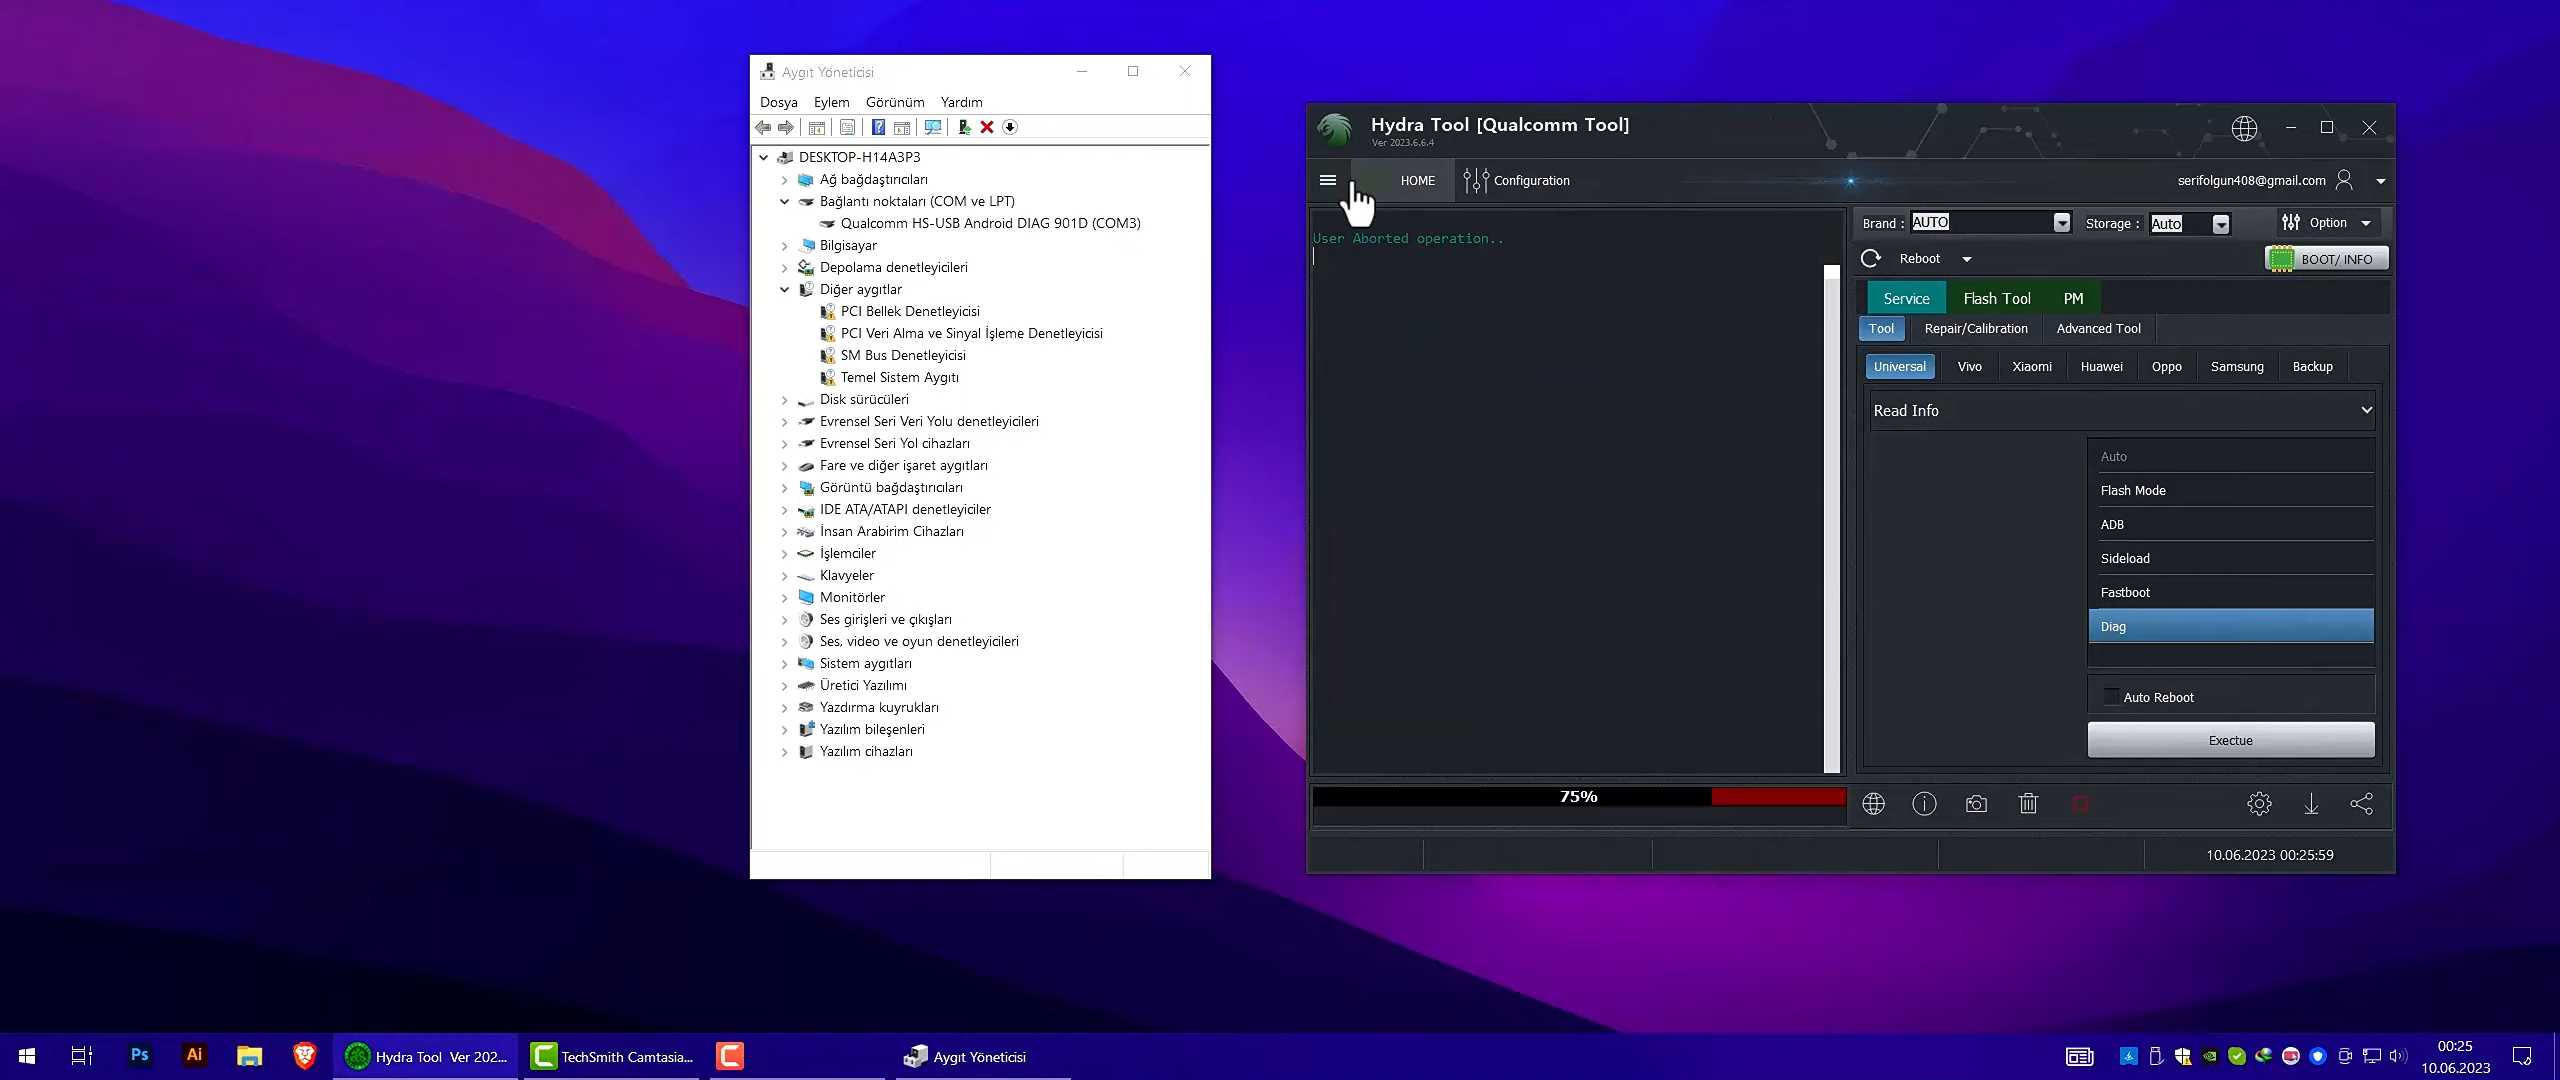 Aygıt Yöneticisi
Dosya Eylem Görünüm Yardım
DESKTOP-H14A3P3
Ağ bağdaştırıcıları
Bağlantı noktaları (COM ve LPT)
Qualcomm HS-USB Android DIAG 901D (COM3)
Bilgisayar
Depolama denetleyicileri
Diğer aygıtlar
PCI Bellek Denetleyicisi
PCI Veri Alma ve Sinyal İşleme Denetleyicisi
SM Bus Denetleyicisi
Temel Sistem Aygıtı
Disk sürücüleri
Evrensel Seri Veri Yolu denetleyicileri
Evrensel Seri Yol cihazları
Fare ve diğer işaret aygıtları
Görüntü bağdaştırıcıları
IDE ATA/ATAPI denetleyiciler
İnsan Arabirim Cihazları
İşlemciler
Klavyeler
Monitörler
Ses girişleri ve çıkışları
Ses, video ve oyun denetleyicileri
Sistem aygıtları
Üretici Yazılımı
Yazdırma kuyrukları
Yazılım bileşenleri
Yazılım cihazları
Hydra Tool [Qualcomm Tool]
Ver 2023.6.6.4
HOME Configuration serifolgun408@gmail.com
User Aborted operation..
Brand : AUTO Storage : Auto Option
Reboot BOOT/ INFO
Service Flash Tool PM
Tool Repair/Calibration Advanced Tool
Universal Vivo Xiaomi Huawei Oppo Samsung Backup
Read Info
Auto
Flash Mode
ADB
Sideload
Fastboot
Diag
Auto Reboot
Exectue
75%
10.06.2023 00:25:59
Ps Ai Hydra Tool Ver 202... TechSmith Camtasia... Aygıt Yöneticisi
00:25
10.06.2023